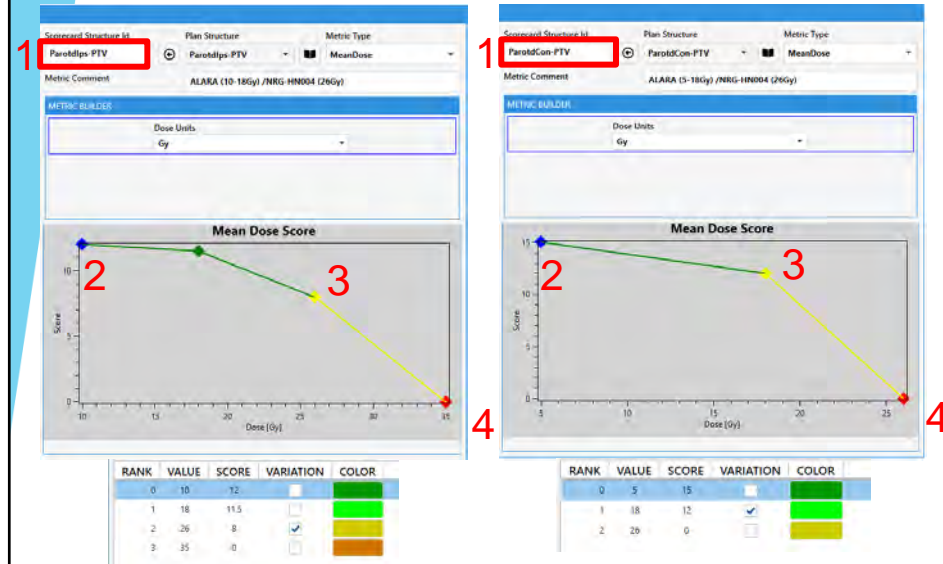 Scorecard Structure Id Plan Structure Metric Type
1 ParotdIps-PTV ParotdIps-PTV MeanDose
Metric Comment ALARA (10-18Gy) /NRG-HN004 (26Gy)
METRIC BUILDER
Dose Units
Gy
Mean Dose Score
2
3
4
Score
10
5
0
10 15 20 25 30 35
Dose [Gy]
RANK VALUE SCORE VARIATION COLOR
0 10 12
1 18 11.5
2 26 8
3 35 0
Scorecard Structure Id Plan Structure Metric Type
1 ParotdCon-PTV ParotdCon-PTV MeanDose
Metric Comment ALARA (5-18Gy) /NRG-HN004 (26Gy)
METRIC BUILDER
Dose Units
Gy
Mean Dose Score
2
3
4
Score
15
10
5
0
5 10 15 20 25
Dose [Gy]
RANK VALUE SCORE VARIATION COLOR
0 5 15
1 18 12
2 26 0